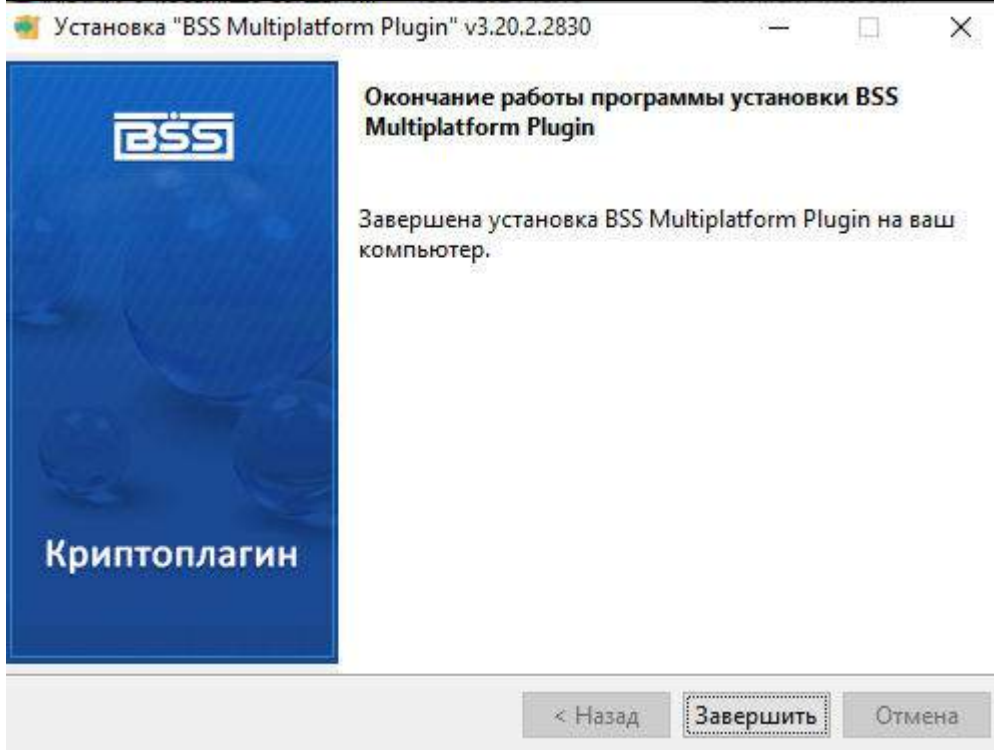 Установка "BSS Multiplatform Plugin" v3.20.2.2830
BSS
Окончание работы программы установки BSS
Multiplatform Plugin
Завершена установка BSS Multiplatform Plugin на ваш
компьютер.
Криптоплагин
< Назад
Завершить
Отмена